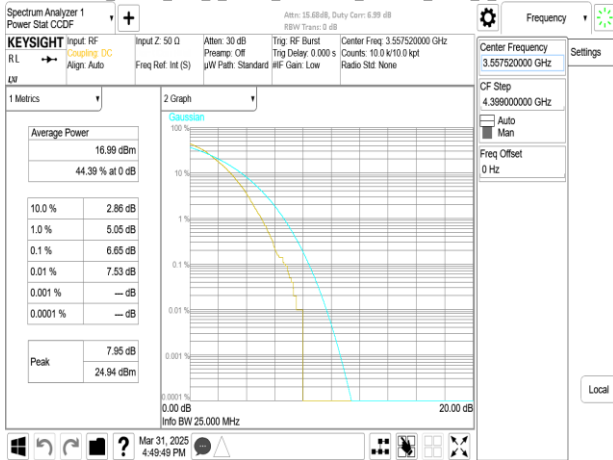 Spectrum Analyzer 1
Power Stat CCDF
Attn: 15.68dB, Duty Corr: 6.99 dB
RBW Trans: 0 dB
Frequency
KEYSIGHT
RL
Input: RF
Coupling: DC
Align: Auto
Input Z: 50 Ω
Freq Ref: Int (S)
Atten: 30 dB
Preamp: Off
µW Path: Standard
Trig: RF Burst
Trig Delay: 0.000 s
#IF Gain: Low
Center Freq: 3.557520000 GHz
Counts: 10.0 k/10.0 kpt
Radio Std: None
Center Frequency
3.557520000 GHz
Settings
CF Step
4.399000000 GHz
Auto
Man
Freq Offset
0 Hz
1 Metrics
Average Power
16.99 dBm
44.39 % at 0 dB
10.0 % 2.86 dB
1.0 % 5.05 dB
0.1 % 6.65 dB
0.01 % 7.53 dB
0.001 % --- dB
0.0001 % --- dB
Peak
7.95 dB
24.94 dBm
2 Graph
Gaussian
100 %
10 %
1 %
0.1 %
0.01 %
0.001 %
0.0001 %
0.00 dB
20.00 dB
Info BW 25.000 MHz
Local
?
Mar 31, 2025
4:49:49 PM